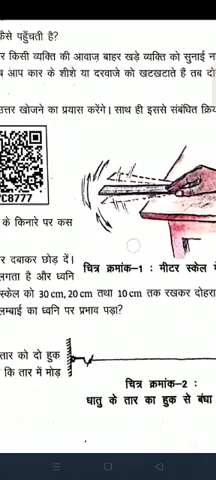 कैसे पहुँचती है?
र किसी व्यक्ति की आवाज़ बाहर खड़े व्यक्ति को सुनाई न
ब आप कार के शीशे या दरवाजे को खटखटाते हैं तब दो
उत्तर खोजने का प्रयास करेंगे। साथ ही इससे संबंधित क्रिय
7C8777
के किनारे पर कस
र दबाकर छोड़ दें।
लगता है और ध्वनि
चित्र क्रमांक-1 : मीटर स्केल में
स्केल को 30 cm, 20 cm तथा 10 cm तक रखकर दोहरा
लम्बाई का ध्वनि पर प्रभाव पड़ा?
तार को दो हुक
कि तार में मोड़
चित्र क्रमांक-2 :
धातु के तार का हुक से बंधा